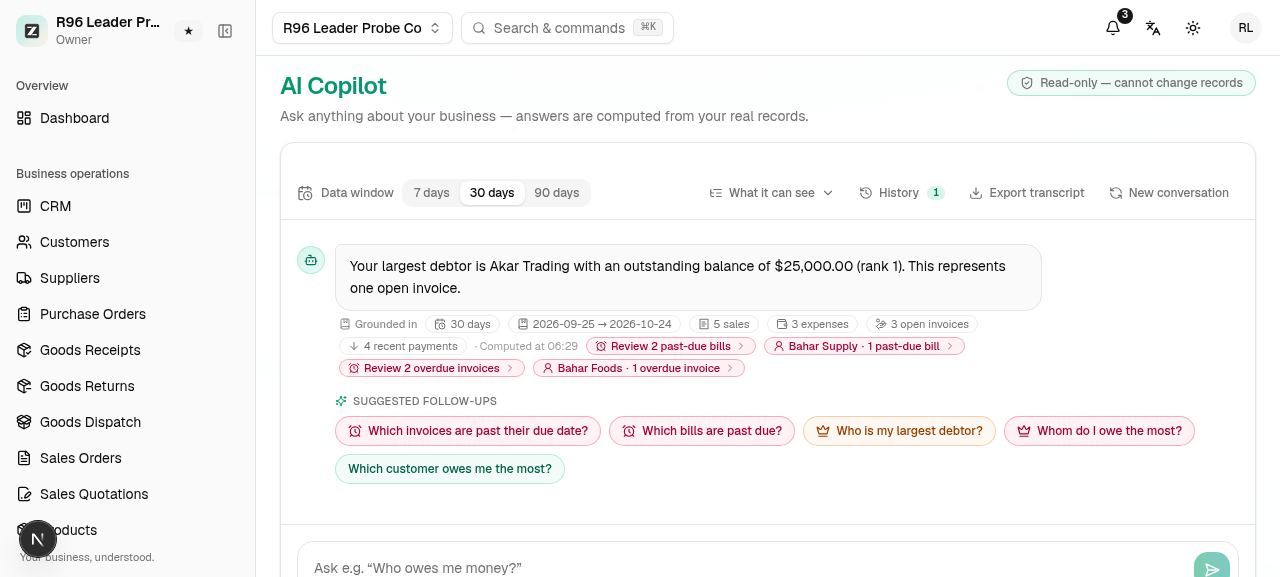 R96 Leader Pr...
Owner
★
R96 Leader Probe Co
Search & commands
⌘K
3
RL
Overview
Dashboard
Business operations
CRM
Customers
Suppliers
Purchase Orders
Goods Receipts
Goods Returns
Goods Dispatch
Sales Orders
Sales Quotations
oducts
Your business, understood.
N
AI Copilot
Read-only — cannot change records
Ask anything about your business — answers are computed from your real records.
Data window
7 days
30 days
90 days
What it can see
History 1
Export transcript
New conversation
Your largest debtor is Akar Trading with an outstanding balance of $25,000.00 (rank 1). This represents
one open invoice.
Grounded in
30 days
2026-09-25 → 2026-10-24
5 sales
3 expenses
3 open invoices
4 recent payments
· Computed at 06:29
Review 2 past-due bills
Bahar Supply · 1 past-due bill
Review 2 overdue invoices
Bahar Foods · 1 overdue invoice
SUGGESTED FOLLOW-UPS
Which invoices are past their due date?
Which bills are past due?
Who is my largest debtor?
Whom do I owe the most?
Which customer owes me the most?
Ask e.g. “Who owes me money?”